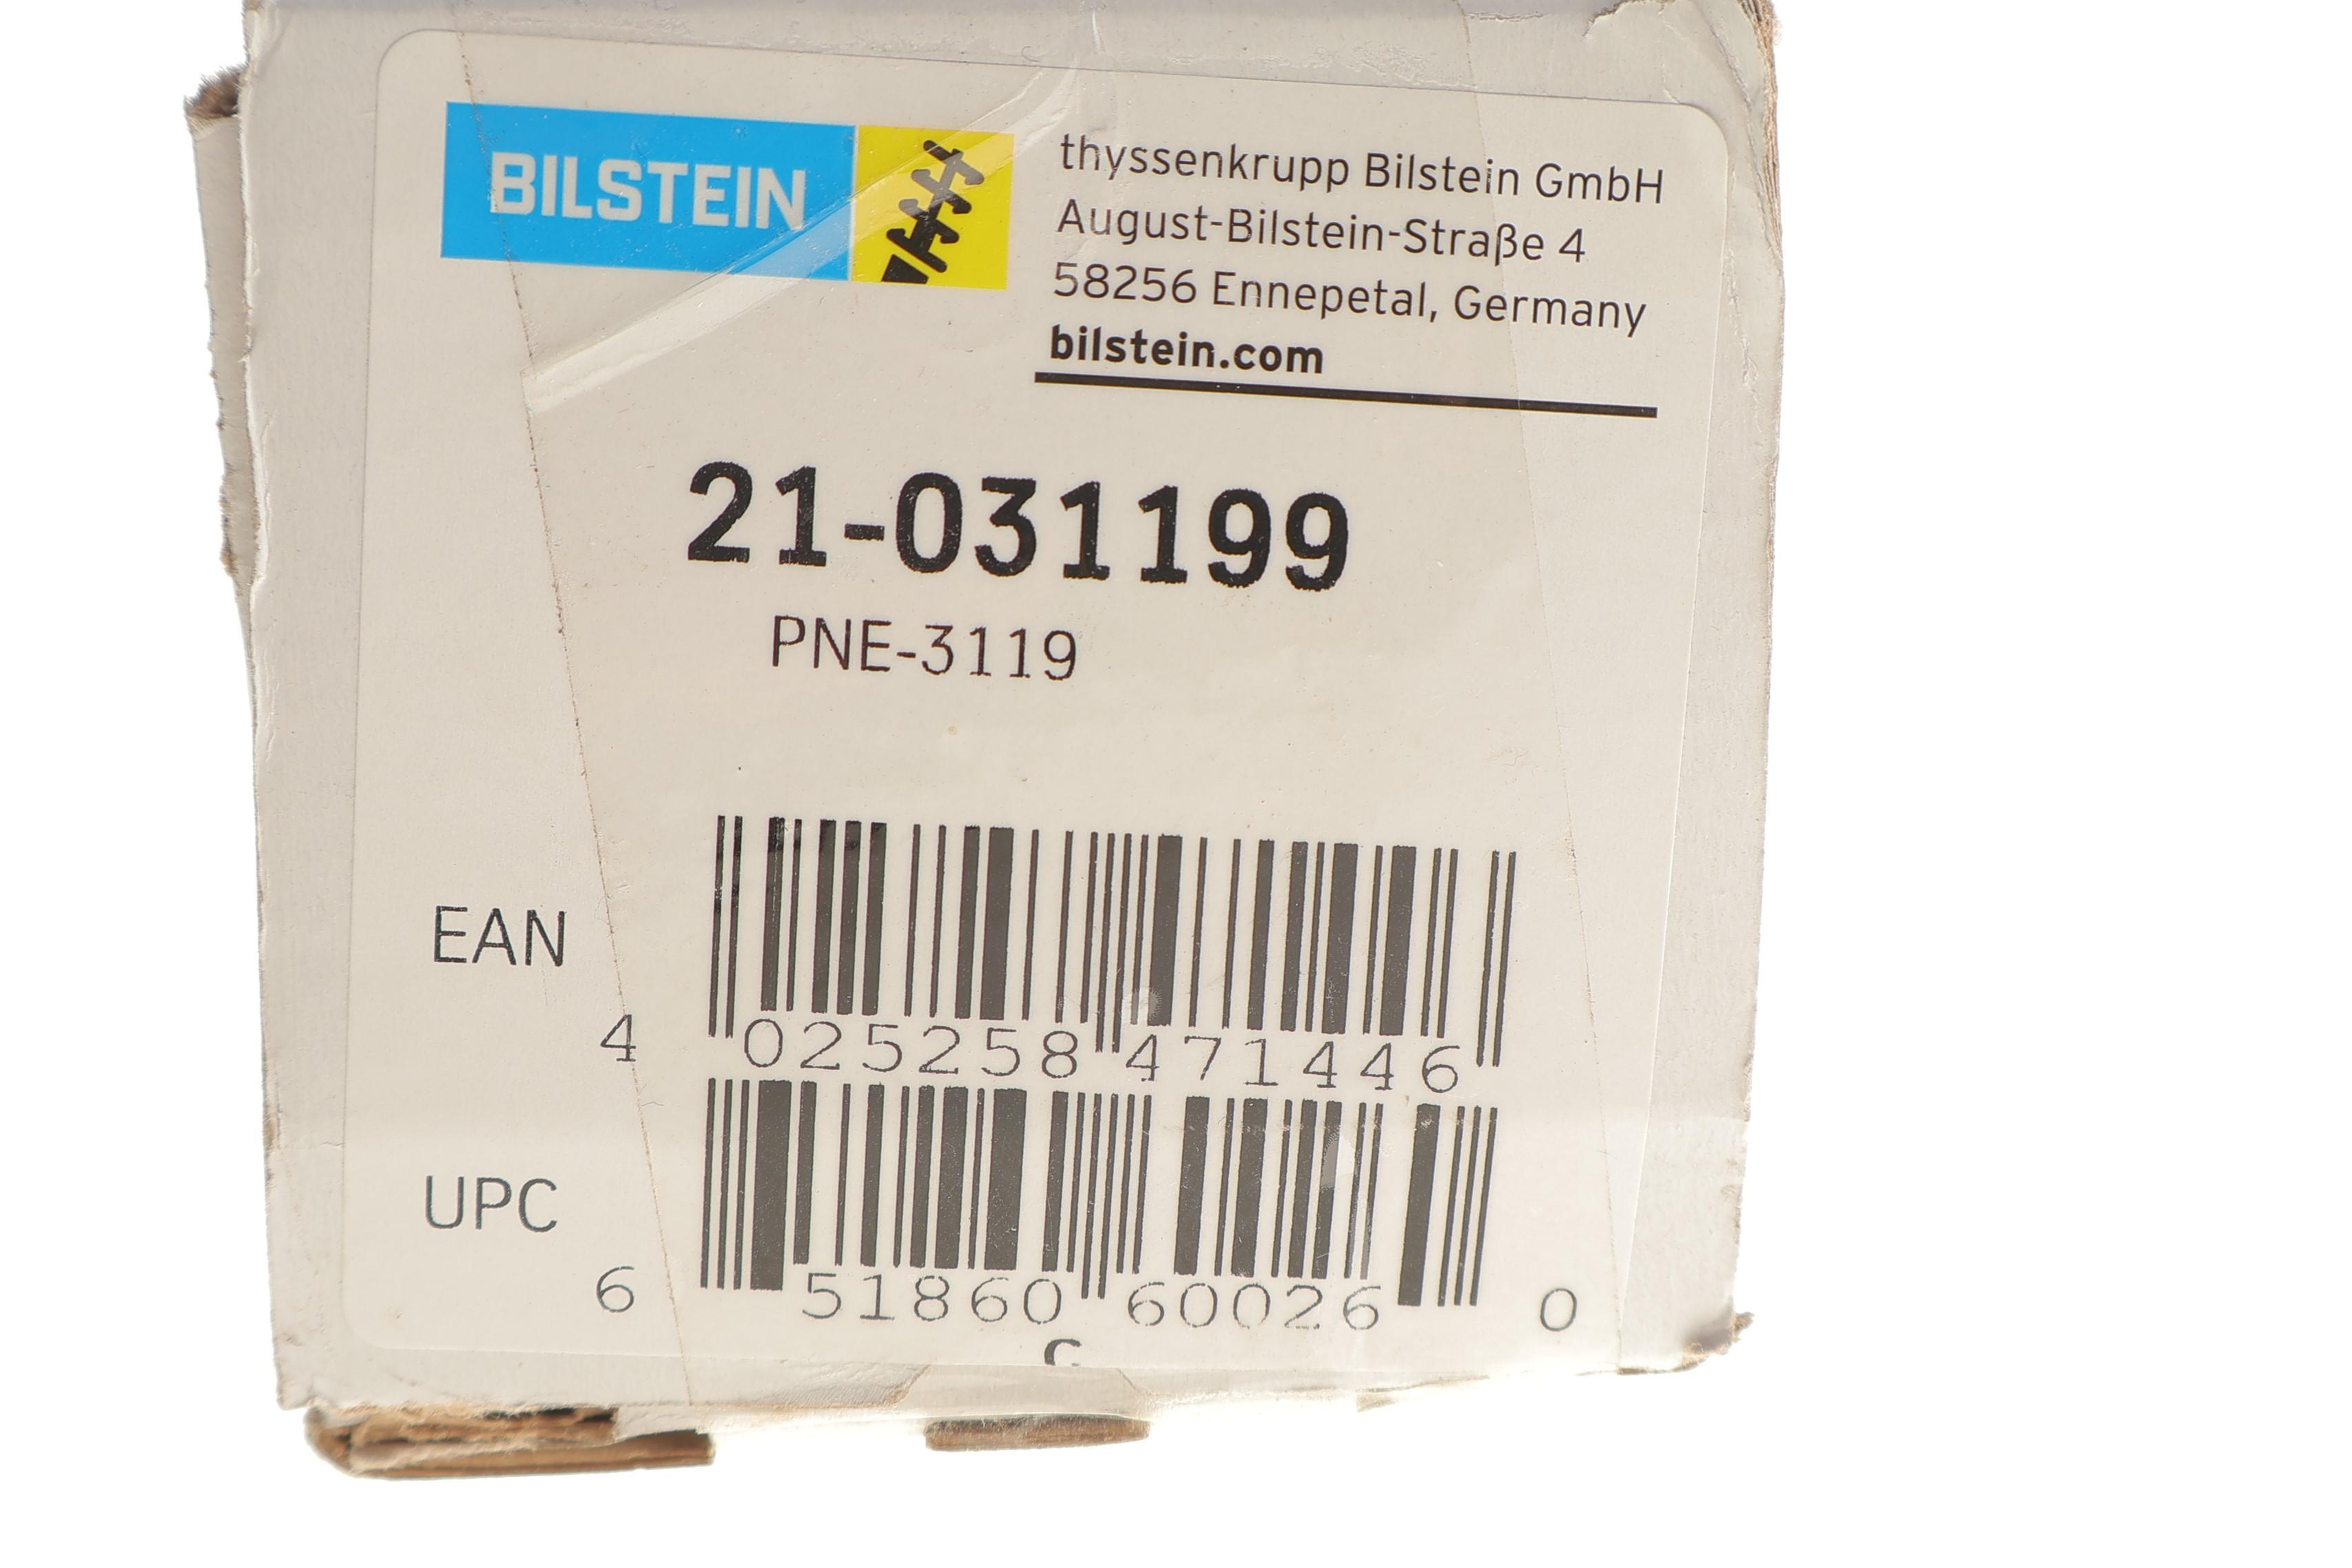 BILSTEIN
thyssenkrupp Bilstein GmbH
August-Bilstein-Straße 4
58256 Ennepetal, Germany
bilstein.com
21-031199
PNE-3119
EAN
4 025258 471446
UPC
6 51860 60026 0